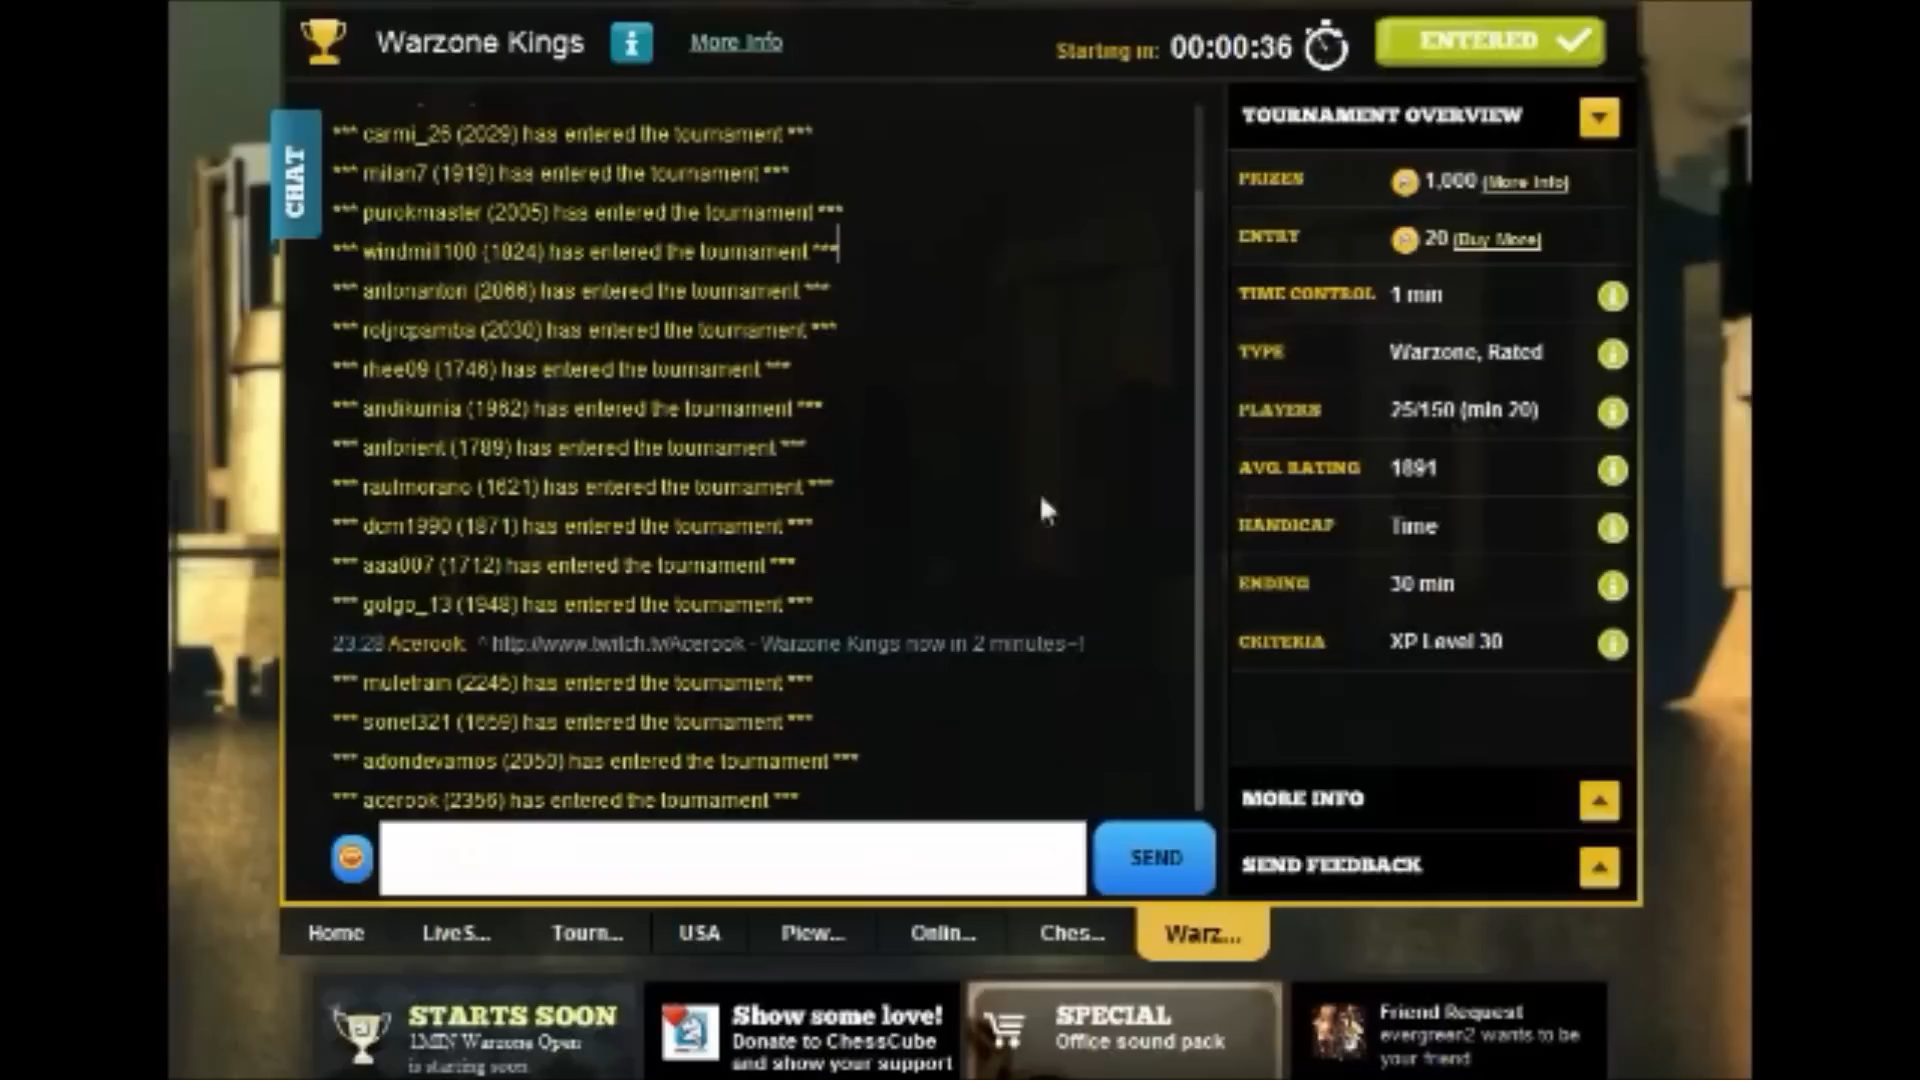 Warzone Kings
More Info
Starting in: 00:00:36
ENTERED
CHAT
*** carmi_26 (2029) has entered the tournament ***
*** milan7 (1919) has entered the tournament ***
*** purokmaster (2005) has entered the tournament ***
*** windmill100 (1824) has entered the tournament ***
*** antonanton (2066) has entered the tournament ***
*** roljrcpamba (2030) has entered the tournament ***
*** rhee09 (1746) has entered the tournament ***
*** andikurnia (1962) has entered the tournament ***
*** anforient (1789) has entered the tournament ***
*** raulmorano (1621) has entered the tournament ***
*** dcm1990 (1871) has entered the tournament ***
*** aaa007 (1712) has entered the tournament ***
*** golgo_13 (1948) has entered the tournament ***
23:28 Acerook: ^ http://www.twitch.tv/Acerook - Warzone Kings now in 2 minutes~!
*** muletrain (2245) has entered the tournament ***
*** sonet321 (1659) has entered the tournament ***
*** adondevamos (2050) has entered the tournament ***
*** acerook (2356) has entered the tournament ***
SEND
TOURNAMENT OVERVIEW
PRIZES 1,000 (More Info)
ENTRY 20 (Buy More)
TIME CONTROL 1 min
TYPE Warzone, Rated
PLAYERS 25/150 (min 20)
AVG. RATING 1891
HANDICAP Time
ENDING 30 min
CRITERIA XP Level 30
MORE INFO
SEND FEEDBACK
Home LiveS... Tourn... USA Plew... Onlin... Ches... Warz...
STARTS SOON
1MIN Warzone Open
is starting soon
Show some love!
Donate to ChessCube
and show your support
SPECIAL
Office sound pack
Friend Request
evergreen2 wants to be
your friend